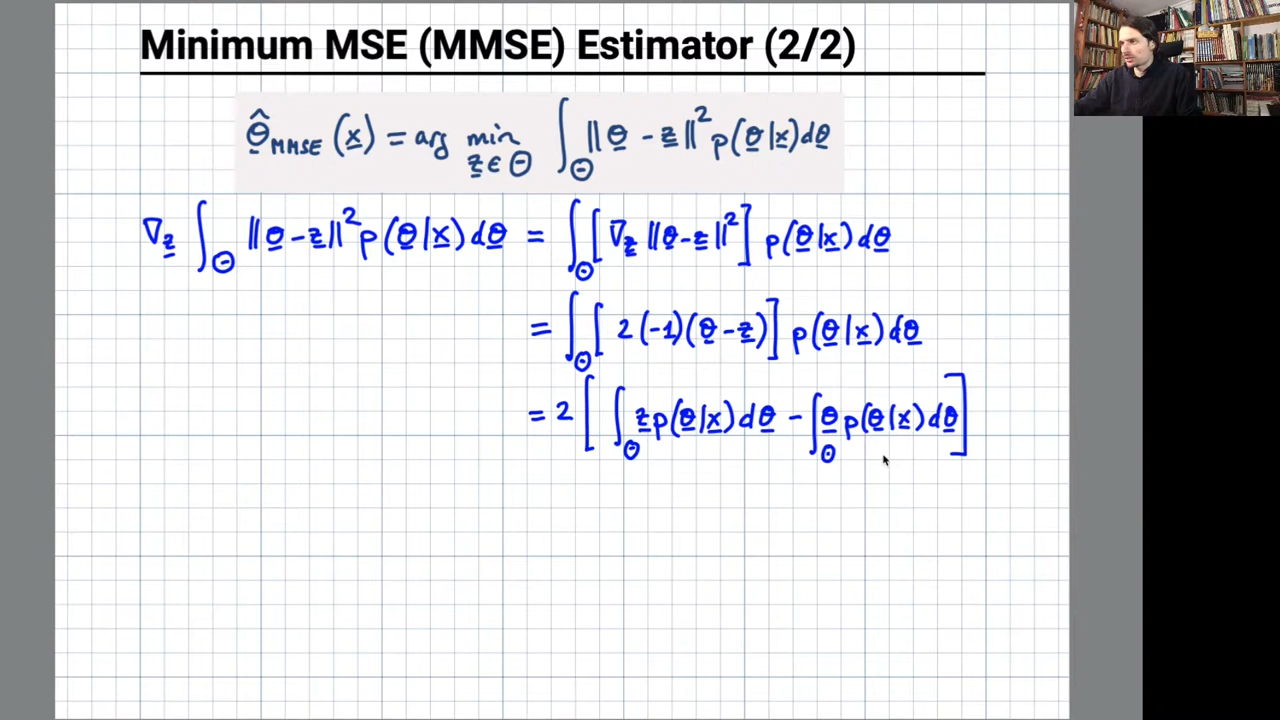 Minimum MSE (MMSE) Estimator (2/2)
θ̂_MMSE (x) = arg min_{z ∈ Θ} ∫_Θ ||θ - z||² p(θ|x) dθ
∇_z ∫_Θ ||θ - z||² p(θ|x) dθ = ∫_Θ [ ∇_z ||θ - z||² ] p(θ|x) dθ
= ∫_Θ [ 2 (-1) (θ - z) ] p(θ|x) dθ
= 2 [ ∫_Θ z p(θ|x) dθ - ∫_Θ θ p(θ|x) dθ ]